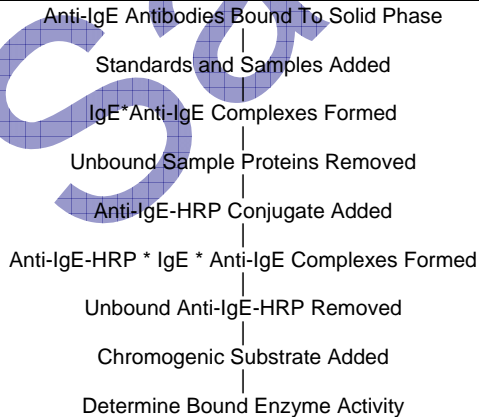 Anti-IgE Antibodies Bound To Solid Phase
Standards and Samples Added
IgE*Anti-IgE Complexes Formed
Unbound Sample Proteins Removed
Anti-IgE-HRP Conjugate Added
Anti-IgE-HRP * IgE * Anti-IgE Complexes Formed
Unbound Anti-IgE-HRP Removed
Chromogenic Substrate Added
Determine Bound Enzyme Activity